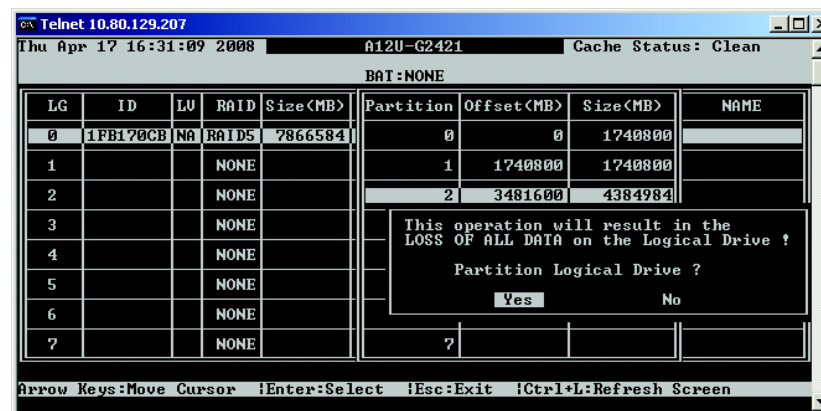 Telnet 10.80.129.207
Thu Apr 17 16:31:09 2008 A12U-G2421 Cache Status: Clean
BAT:NONE
LG ID LV RAID Size(MB) Partition Offset(MB) Size(MB) NAME
0 1FB170CB NA RAID5 7866584 0 0 1740800
1 NONE 1 1740800 1740800
2 NONE 2 3481600 4384984
3 NONE
4 NONE
5 NONE
6 NONE
7 NONE 7
This operation will result in the
LOSS OF ALL DATA on the Logical Drive !
Partition Logical Drive ?
Yes No
Arrow Keys:Move Cursor |Enter:Select |Esc:Exit |Ctrl+L:Refresh Screen